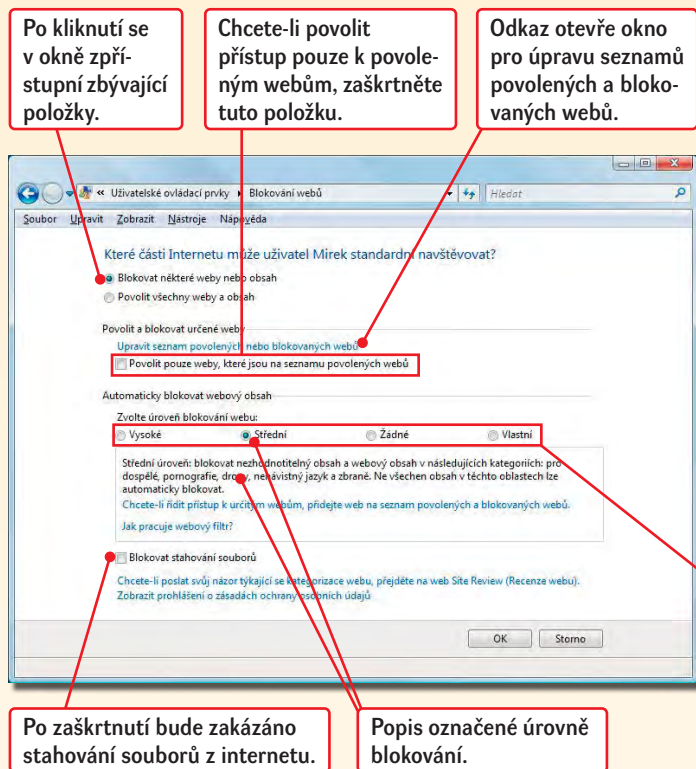 Po kliknutí se
v okně zpří-
stupní zbývající
položky.
Chcete-li povolit
přístup pouze k povole-
ným webům, zaškrtněte
tuto položku.
Odkaz otevře okno
pro úpravu seznamů
povolených a bloko-
vaných webů.
« Uživatelské ovládací prvky ▸ Blokování webů
Hledat
Soubor Upravit Zobrazit Nástroje Nápověda
Které části Internetu může uživatel Mirek standardní navštěvovat?
Blokovat některé weby nebo obsah
Povolit všechny weby a obsah
Povolit a blokovat určené weby
Upravit seznam povolených nebo blokovaných webů
Povolit pouze weby, které jsou na seznamu povolených webů
Automaticky blokovat webový obsah
Zvolte úroveň blokování webu:
Vysoké Střední Žádné Vlastní
Střední úroveň: blokovat nezhodnotitelný obsah a webový obsah v následujících kategoriích: pro
dospělé, pornografie, drogy, nenávistný jazyk a zbraně. Ne všechen obsah v těchto oblastech lze
automaticky blokovat.
Chcete-li řídit přístup k určitým webům, přidejte web na seznam povolených a blokovaných webů.
Jak pracuje webový filtr?
Blokovat stahování souborů
Chcete-li poslat svůj názor týkající se kategorizace webu, přejděte na web Site Review (Recenze webu).
Zobrazit prohlášení o zásadách ochrany osobních údajů
OK Storno
Po zaškrtnutí bude zakázáno
stahování souborů z internetu.
Popis označené úrovně
blokování.